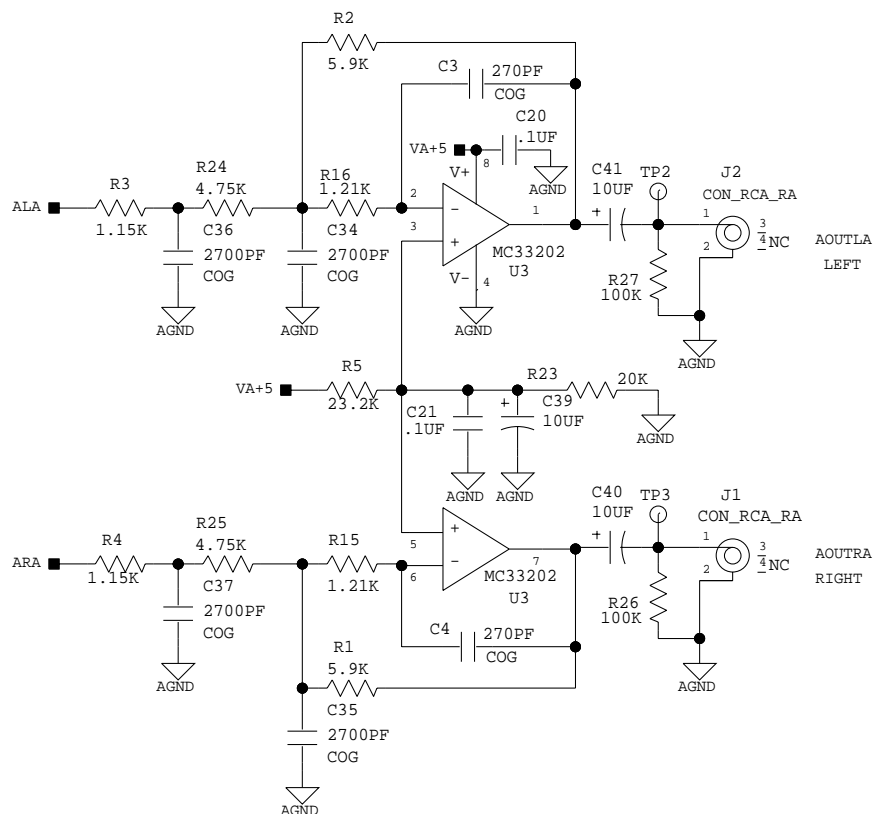 R2
5.9K
C3
270PF
COG
C20
.1UF
VA+5
8
AGND
V+
R24
4.75K
R16
1.21K
R3
ALA
1.15K
C36
2700PF
COG
C34
2700PF
COG
2
3
1
MC33202
U3
V-
4
AGND
AGND
AGND
C41
10UF
TP2
J2
CON_RCA_RA
1
2
3
4
NC
AOUTLA
LEFT
R27
100K
AGND
VA+5
R5
23.2K
C21
.1UF
C39
10UF
R23
20K
AGND
AGND
AGND
R25
4.75K
R4
ARA
1.15K
C37
2700PF
COG
AGND
R15
1.21K
5
6
7
MC33202
U3
C4
270PF
COG
R1
5.9K
C35
2700PF
COG
AGND
C40
10UF
TP3
J1
CON_RCA_RA
1
2
3
4
NC
AOUTRA
RIGHT
R26
100K
AGND